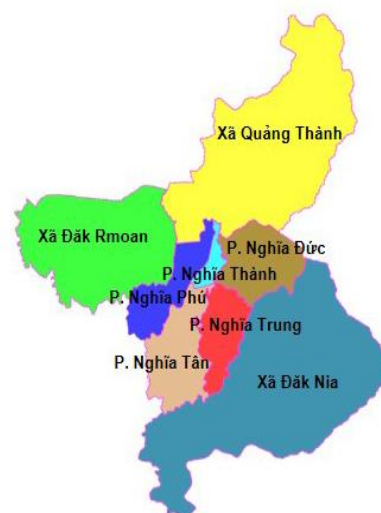 Xã Quảng Thành
Xã Đăk Rmoan
P. Nghĩa Đức
P. Nghĩa Thành
P. Nghĩa Phú
P. Nghĩa Trung
P. Nghĩa Tân
Xã Đăk Nia